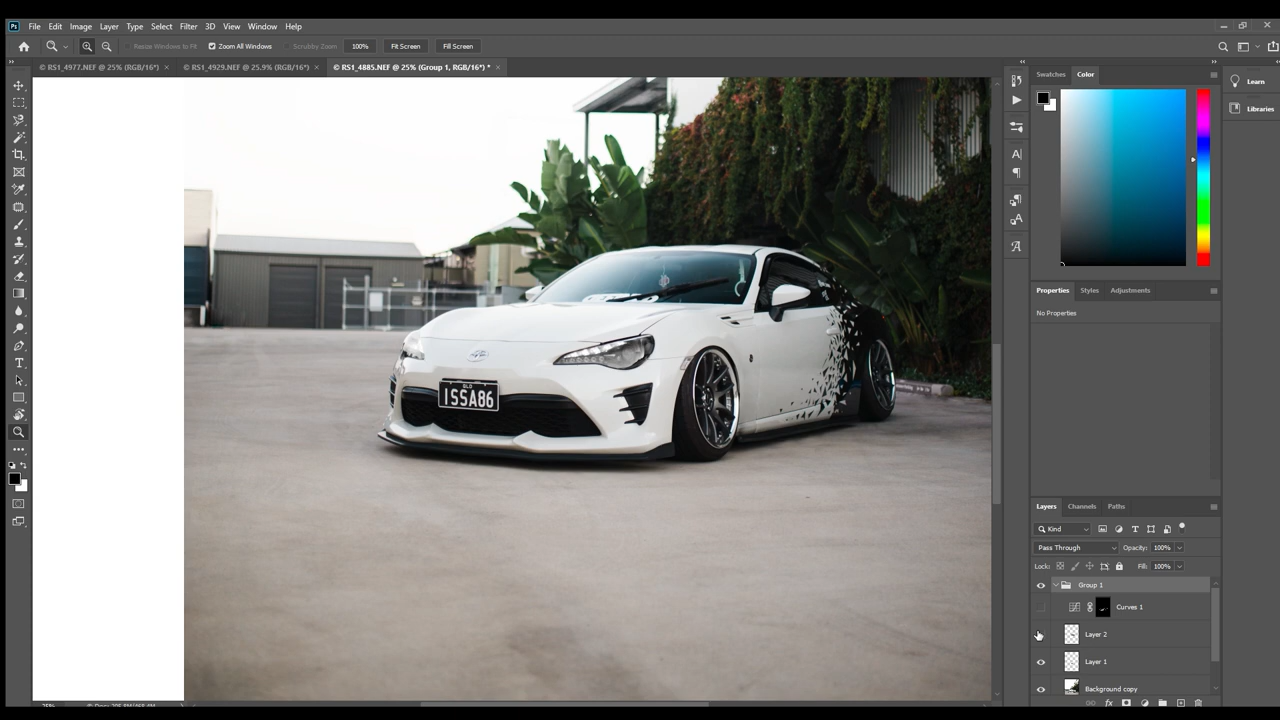 Ps File Edit Image Layer Type Select Filter 3D View Window Help
Resize Windows to Fit Zoom All Windows Scrubby Zoom 100% Fit Screen Fill Screen
© RS1_4977.NEF @ 25% (RGB/16*) × © RS1_4929.NEF @ 25.9% (RGB/16*) × © RS1_4885.NEF @ 25% (Group 1, RGB/16*) * ×
Swatches Color
Learn
Libraries
QLD
ISSA86
Properties Styles Adjustments
No Properties
Layers Channels Paths
Kind
Pass Through Opacity: 100%
Lock: Fill: 100%
Group 1
Curves 1
Layer 2
Layer 1
Background copy
fx